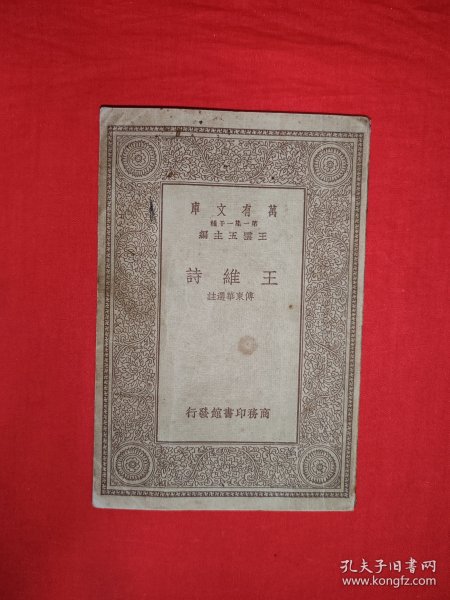 庫文有萬
種千一集一第
編主五雲王
詩維王
註選華東傅
行發館書印務商
孔夫子旧书网
www.kongfz.com